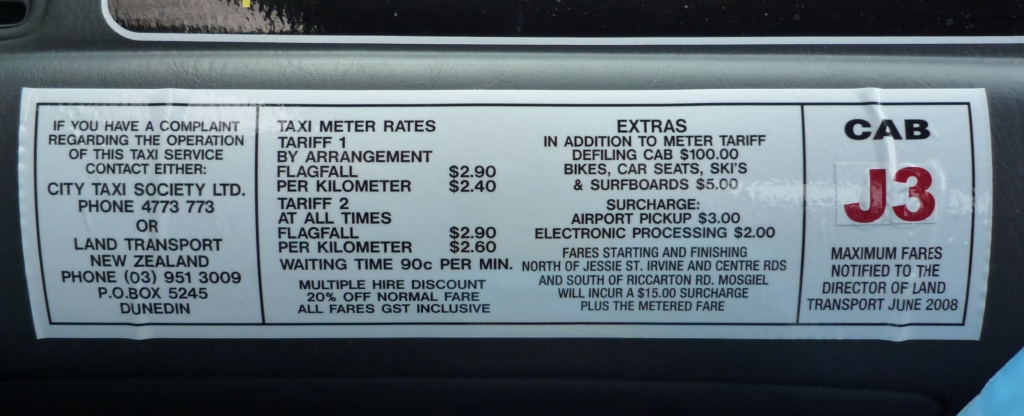 IF YOU HAVE A COMPLAINT
REGARDING THE OPERATION
OF THIS TAXI SERVICE
CONTACT EITHER:
CITY TAXI SOCIETY LTD.
PHONE 4773 773
OR
LAND TRANSPORT
NEW ZEALAND
PHONE (03) 951 3009
P.O.BOX 5245
DUNEDIN
TAXI METER RATES
TARIFF 1
BY ARRANGEMENT
FLAGFALL $2.90
PER KILOMETER $2.40
TARIFF 2
AT ALL TIMES
FLAGFALL $2.90
PER KILOMETER $2.60
WAITING TIME 90c PER MIN.
MULTIPLE HIRE DISCOUNT
20% OFF NORMAL FARE
ALL FARES GST INCLUSIVE
EXTRAS
IN ADDITION TO METER TARIFF
DEFILING CAB $100.00
BIKES, CAR SEATS, SKI'S
& SURFBOARDS $5.00
SURCHARGE:
AIRPORT PICKUP $3.00
ELECTRONIC PROCESSING $2.00
FARES STARTING AND FINISHING
NORTH OF JESSIE ST. IRVINE AND CENTRE RDS
AND SOUTH OF RICCARTON RD. MOSGIEL
WILL INCUR A $15.00 SURCHARGE
PLUS THE METERED FARE
CAB
J3
MAXIMUM FARES
NOTIFIED TO THE
DIRECTOR OF LAND
TRANSPORT JUNE 2008